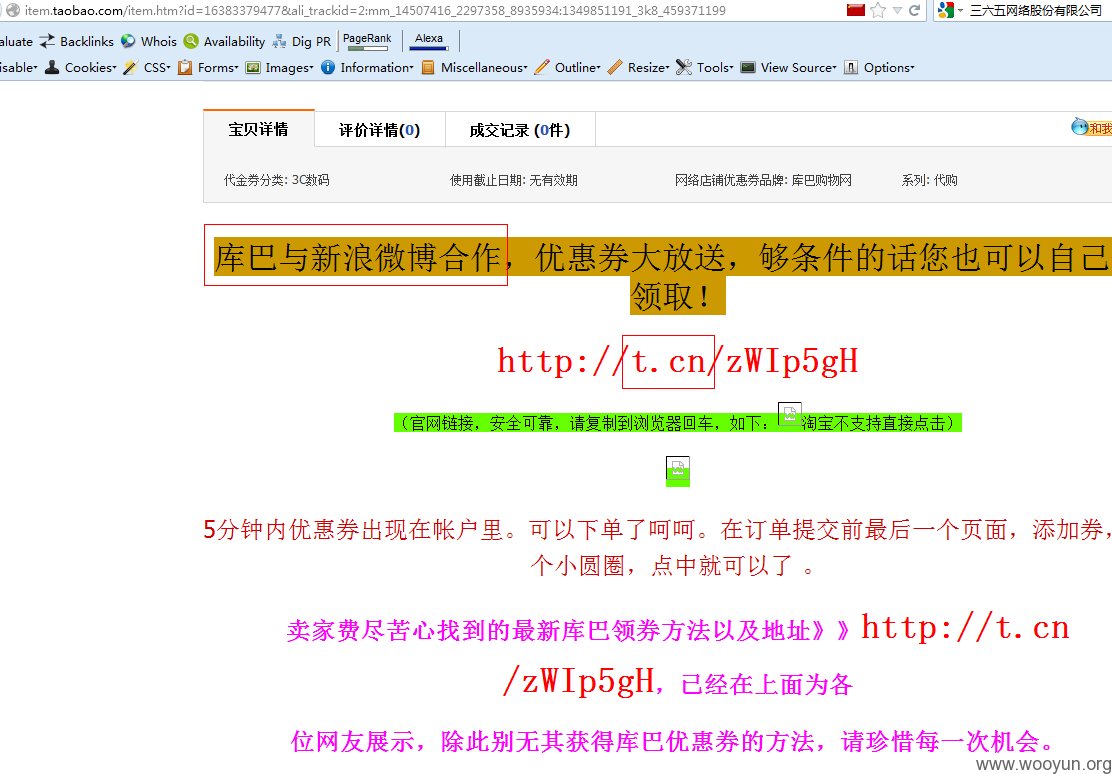 item.taobao.com/item.htm?id=16383379477&ali_trackid=2:mm_14507416_2297358_8935934:1349851191_3k8_459371199
三六五网络股份有限公司
aluate Backlinks Whois Availability Dig PR PageRank Alexa
isable Cookies CSS Forms Images Information Miscellaneous Outline Resize Tools View Source Options
宝贝详情 评价详情(0) 成交记录 (0件)
和我
代金券分类: 3C数码 使用截止日期: 无有效期 网络店铺优惠券品牌: 库巴购物网 系列: 代购
库巴与新浪微博合作，优惠券大放送，够条件的话您也可以自己
领取！
http://t.cn/zWIp5gH
（官网链接，安全可靠，请复制到浏览器回车，如下： 淘宝不支持直接点击）
5分钟内优惠券出现在帐户里。可以下单了呵呵。在订单提交前最后一个页面，添加券，
个小圆圈，点中就可以了 。
卖家费尽苦心找到的最新库巴领券方法以及地址》》http://t.cn
/zWIp5gH，已经在上面为各
位网友展示，除此别无其获得库巴优惠券的方法，请珍惜每一次机会。
www.wooyun.org